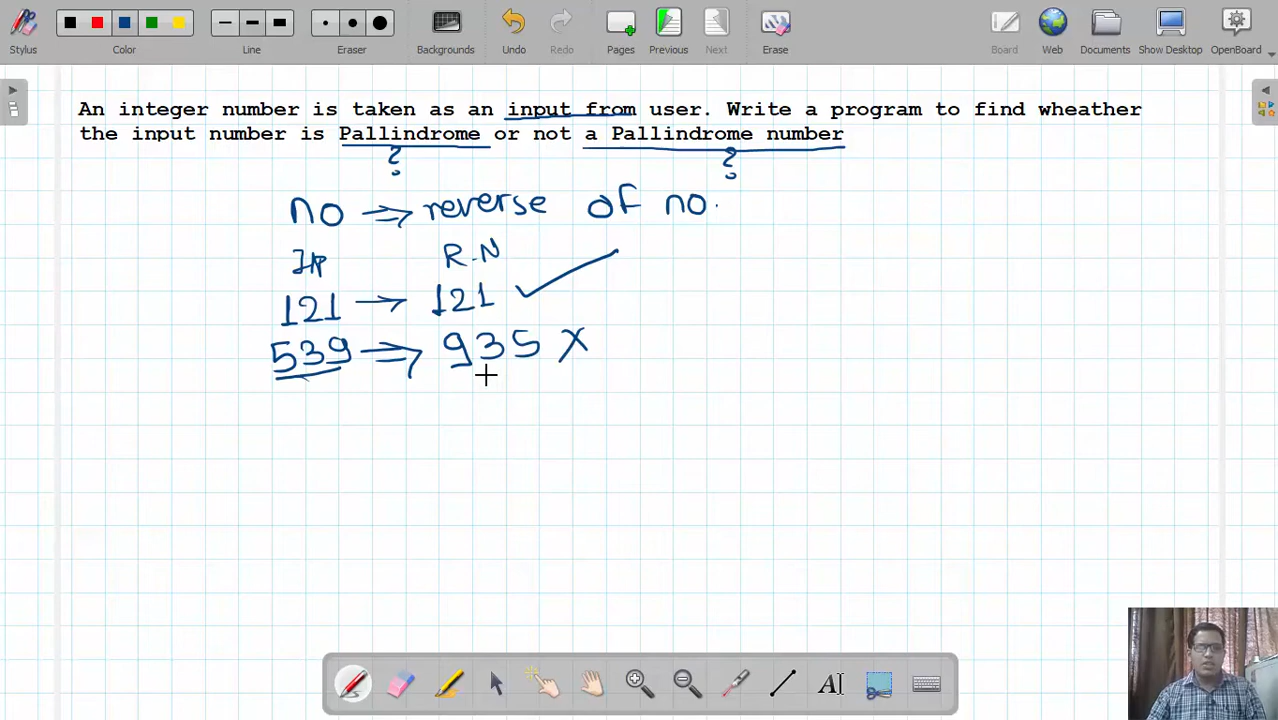 Stylus Color Line Eraser Backgrounds Undo Redo Pages Previous Next Erase Board Web Documents Show Desktop OpenBoard
An integer number is taken as an input from user. Write a program to find wheather
the input number is Pallindrome or not a Pallindrome number
? ?
no ⇒ reverse of no.
I/P R.N
121 → 121 ✓
539 ⇒ 935 X
AI